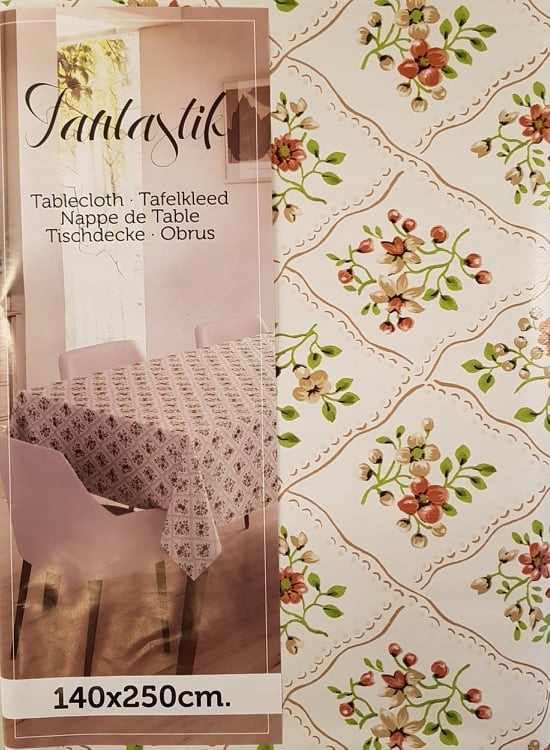 Fantastik
Tablecloth · Tafelkleed
Nappe de Table
Tischdecke · Obrus
140x250cm.